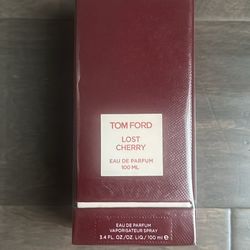 TOM FORD
LOST
CHERRY
EAU DE PARFUM
100 ML
EAU DE PARFUM
VAPORISATEUR SPRAY
3.4 FL. OZ/OZ. LIQ/100 ml ℮